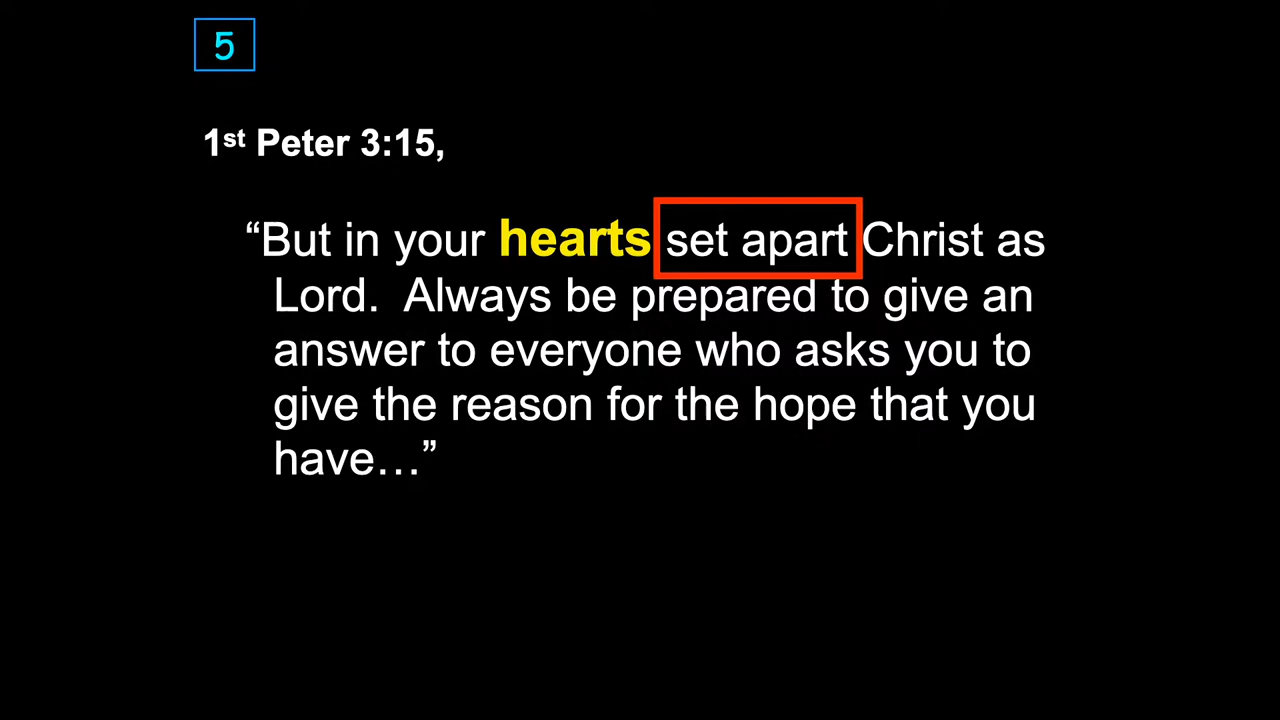 5
1st Peter 3:15,
“But in your hearts set apart Christ as
Lord.  Always be prepared to give an
answer to everyone who asks you to
give the reason for the hope that you
have…”